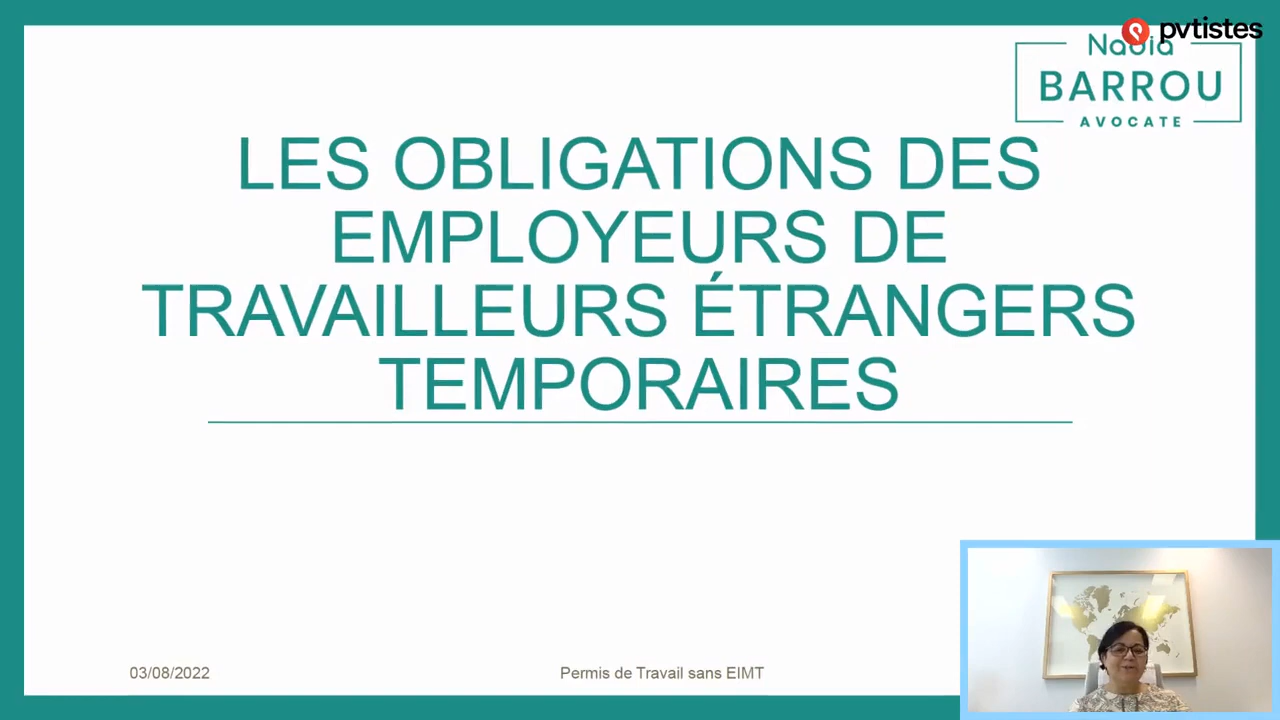 pvtistes
Nadia
BARROU
AVOCATE
LES OBLIGATIONS DES
EMPLOYEURS DE
TRAVAILLEURS ÉTRANGERS
TEMPORAIRES
03/08/2022
Permis de Travail sans EIMT